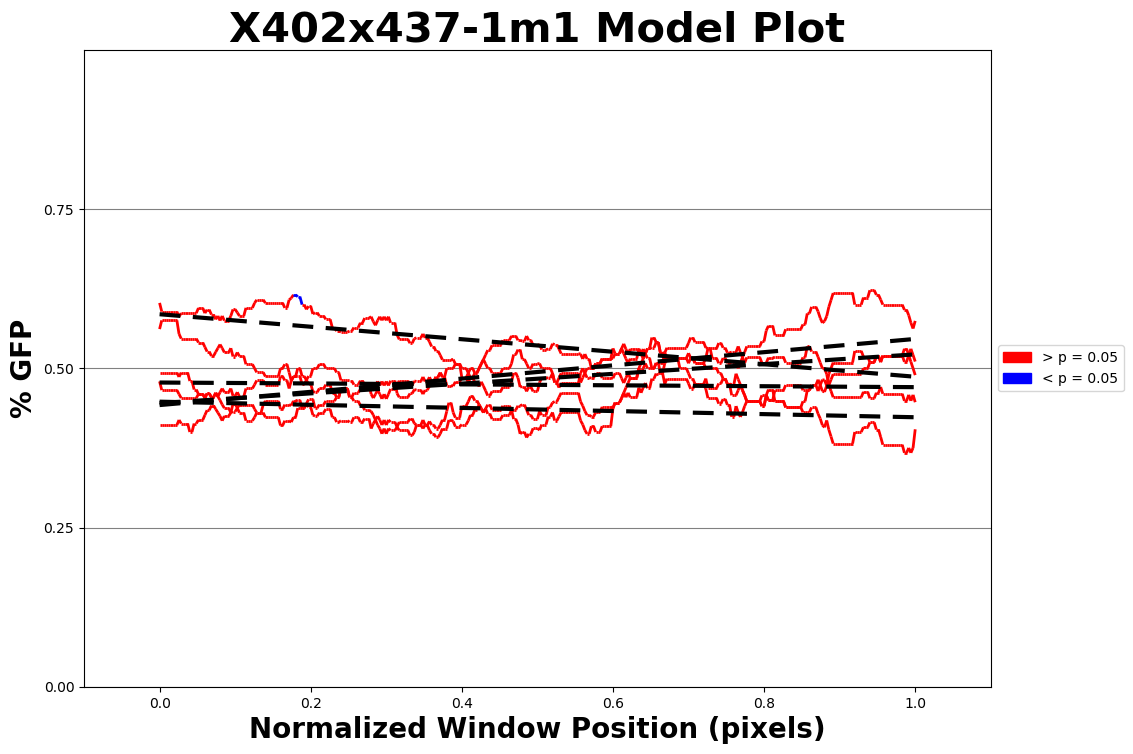 X402x437-1m1 Model Plot
% GFP
0.75
0.50
0.25
0.00
0.0 0.2 0.4 0.6 0.8 1.0
Normalized Window Position (pixels)
> p = 0.05
< p = 0.05